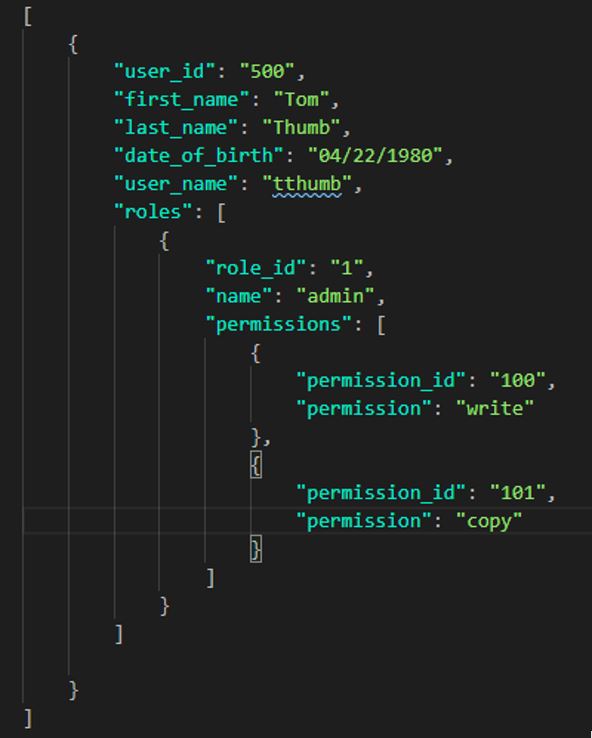 [
    {
        "user_id": "500",
        "first_name": "Tom",
        "last_name": "Thumb",
        "date_of_birth": "04/22/1980",
        "user_name": "tthumb",
        "roles": [
            {
                "role_id": "1",
                "name": "admin",
                "permissions": [
                    {
                        "permission_id": "100",
                        "permission": "write"
                    },
                    {
                        "permission_id": "101",
                        "permission": "copy"
                    }
                ]
            }
        ]

    }
]